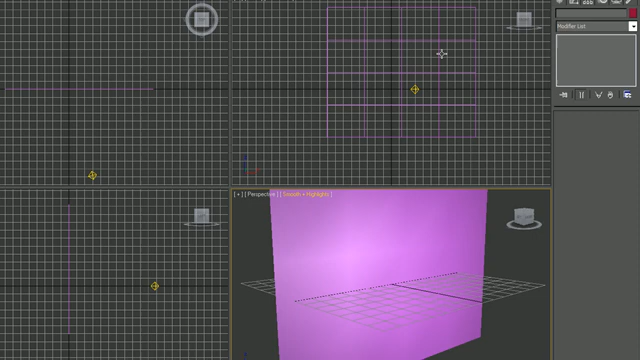 Modifier List
[ + ] [ Perspective ] [ Smooth + Highlights ]